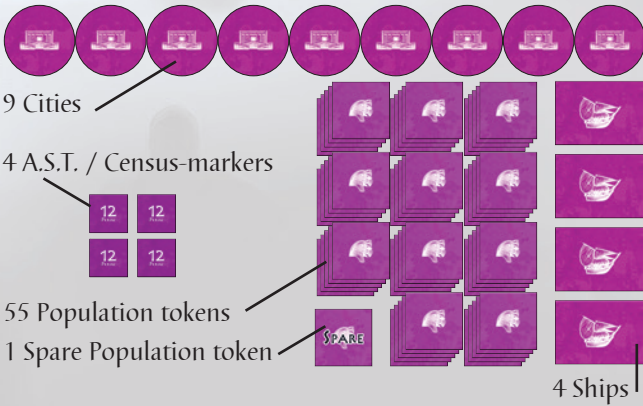 9 Cities
4 A.S.T. / Census-markers
12
12
12
12
55 Population tokens
1 Spare Population token
SPARE
4 Ships